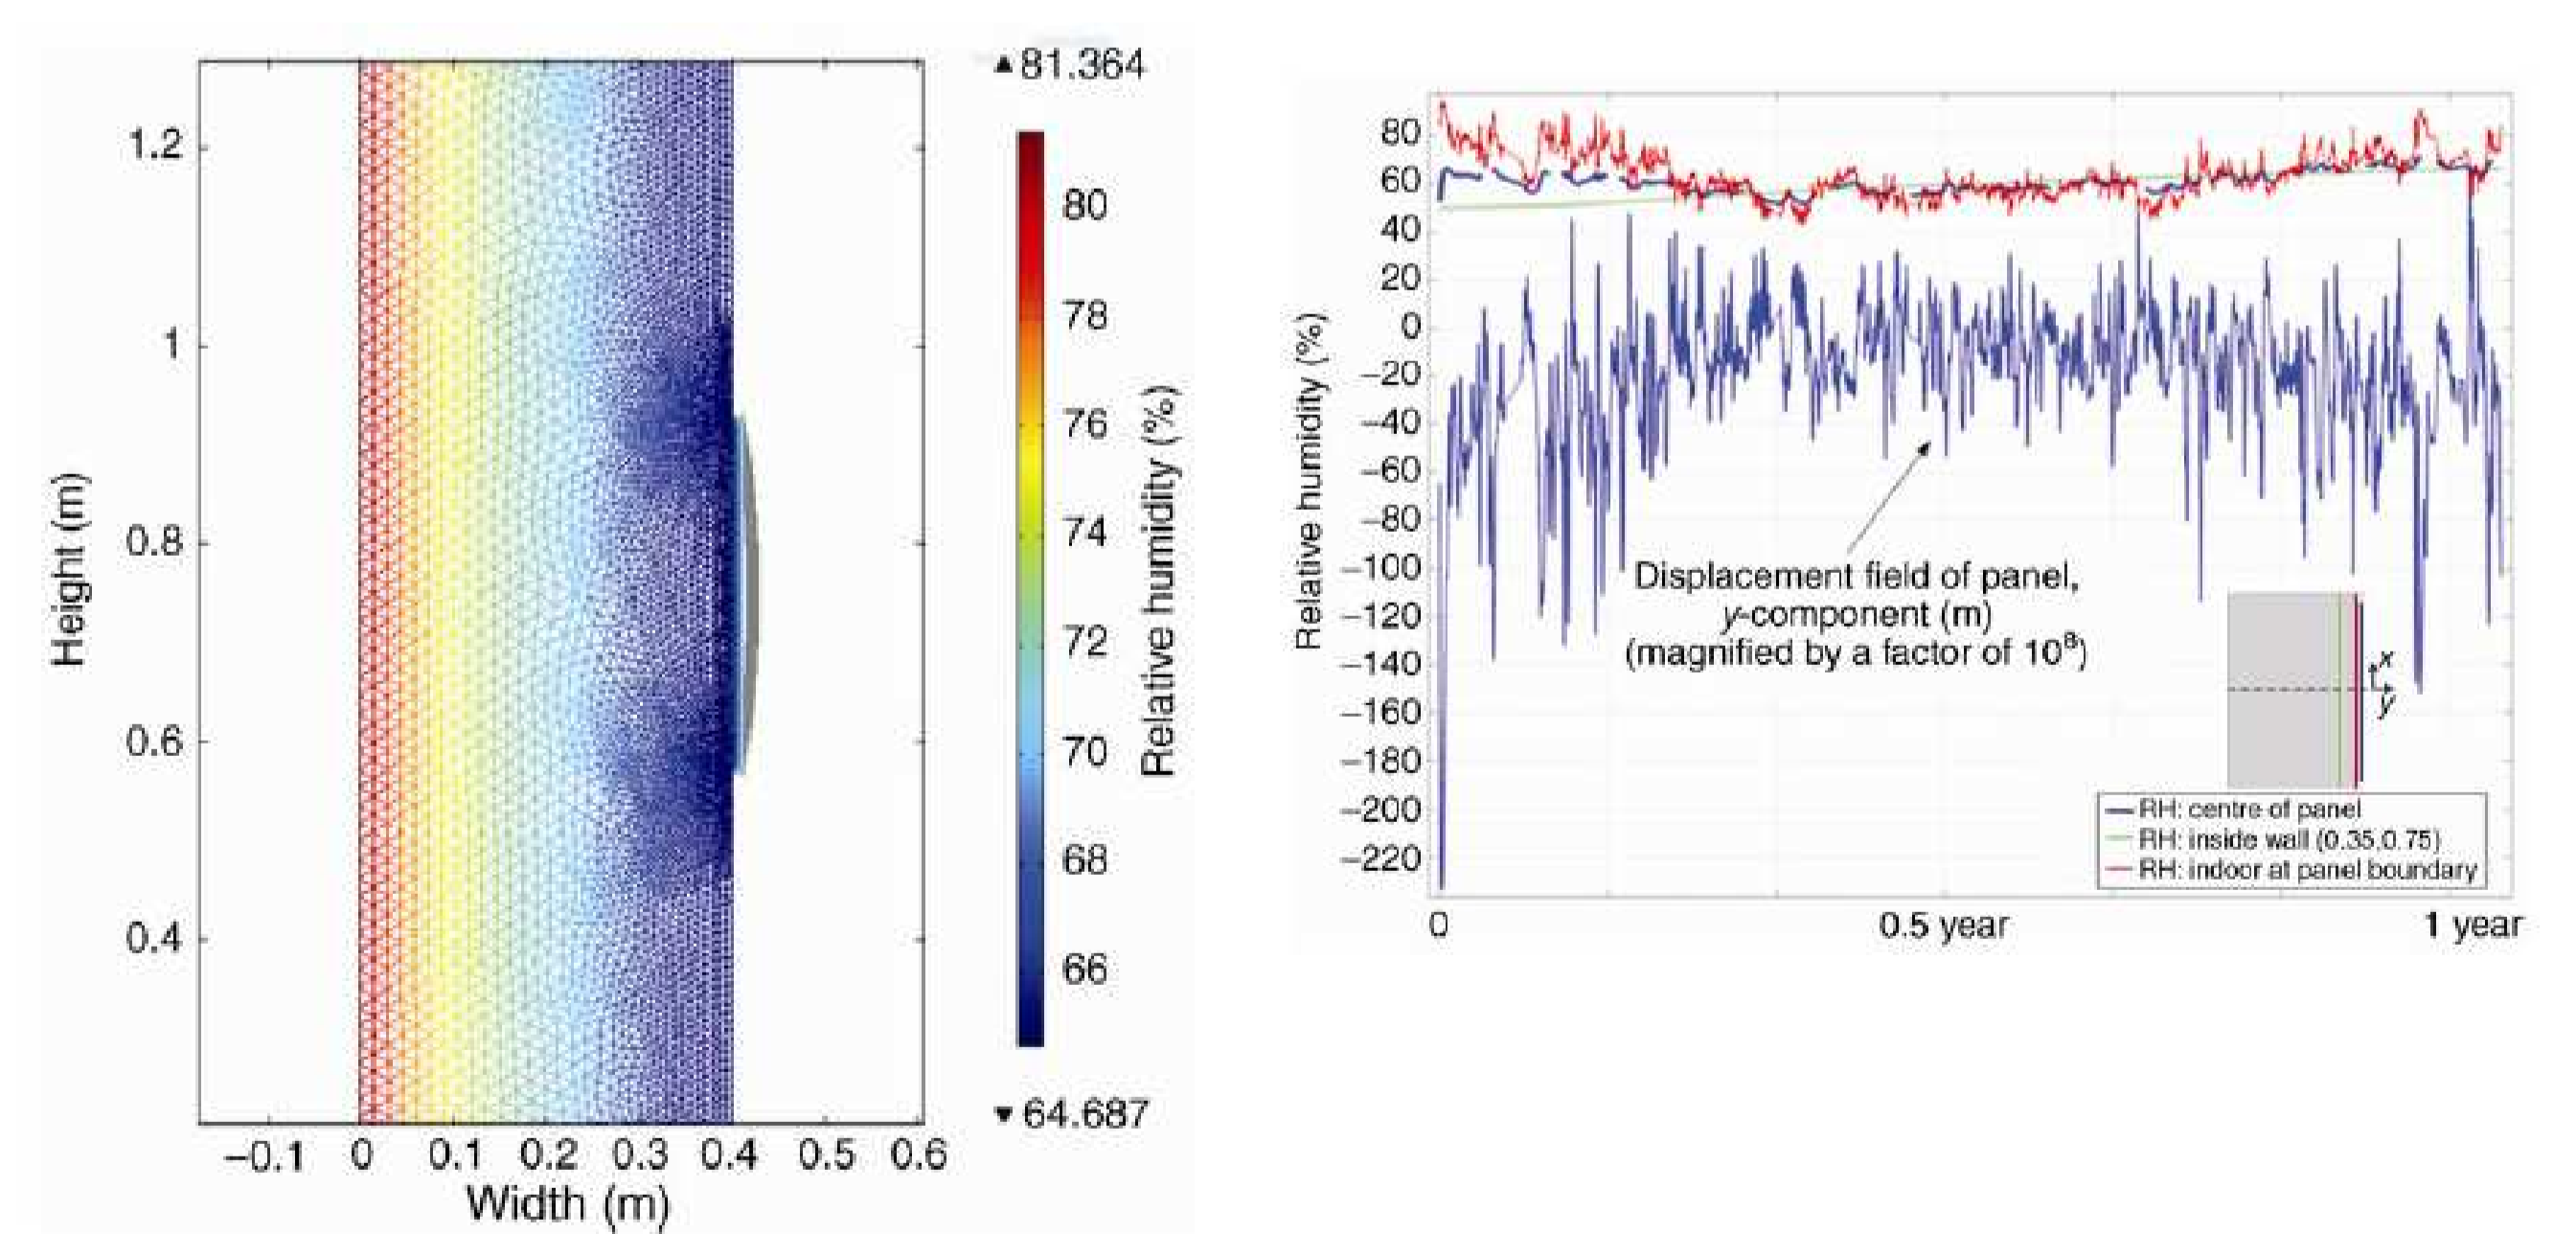 ▲81.364
1.2
1
0.8
0.6
0.4
Height (m)
−0.1 0 0.1 0.2 0.3 0.4 0.5 0.6
Width (m)
80
78
76
74
72
70
68
66
Relative humidity (%)
▼64.687
80
60
40
20
0
−20
−40
−60
−80
−100
−120
−140
−160
−180
−200
−220
Relative humidity (%)
Displacement field of panel,
y-component (m)
(magnified by a factor of 10⁸)
x
y
RH: centre of panel
RH: inside wall (0.35,0.75)
RH: indoor at panel boundary
0 0.5 year 1 year